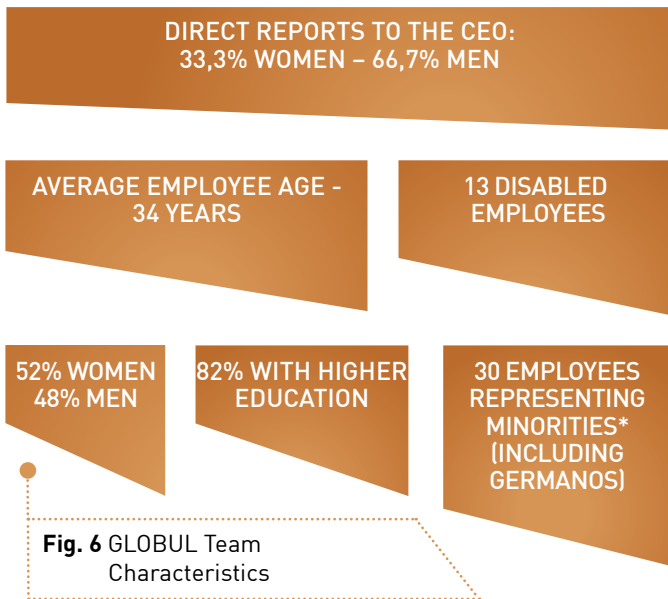 DIRECT REPORTS TO THE CEO:
33,3% WOMEN – 66,7% MEN
AVERAGE EMPLOYEE AGE -
34 YEARS
13 DISABLED
EMPLOYEES
52% WOMEN
48% MEN
82% WITH HIGHER
EDUCATION
30 EMPLOYEES
REPRESENTING
MINORITIES*
(INCLUDING
GERMANOS)
Fig. 6 GLOBUL Team
Characteristics